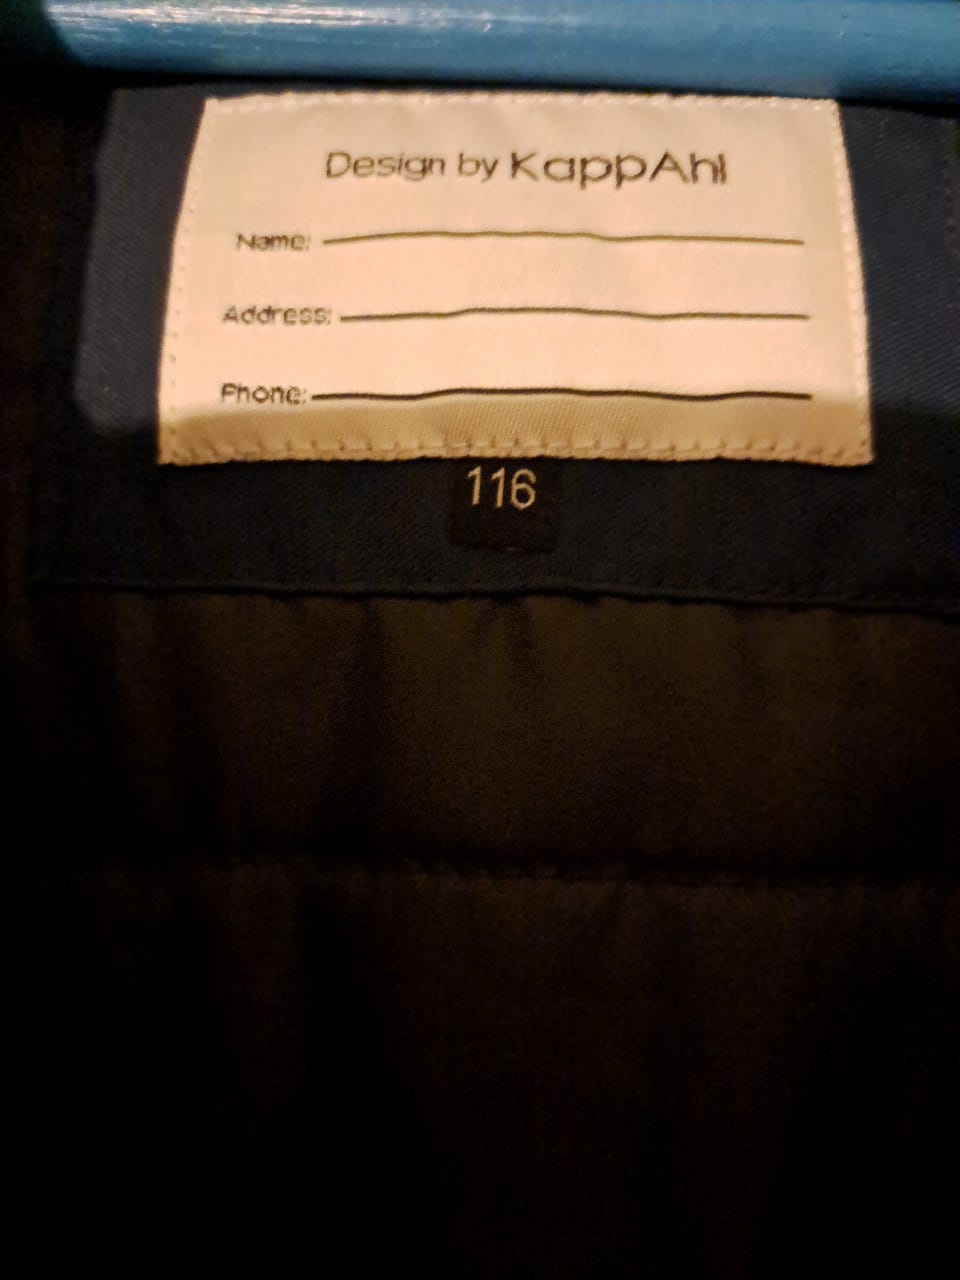 Design by KappAhl
Name:
Address:
Phone:
116